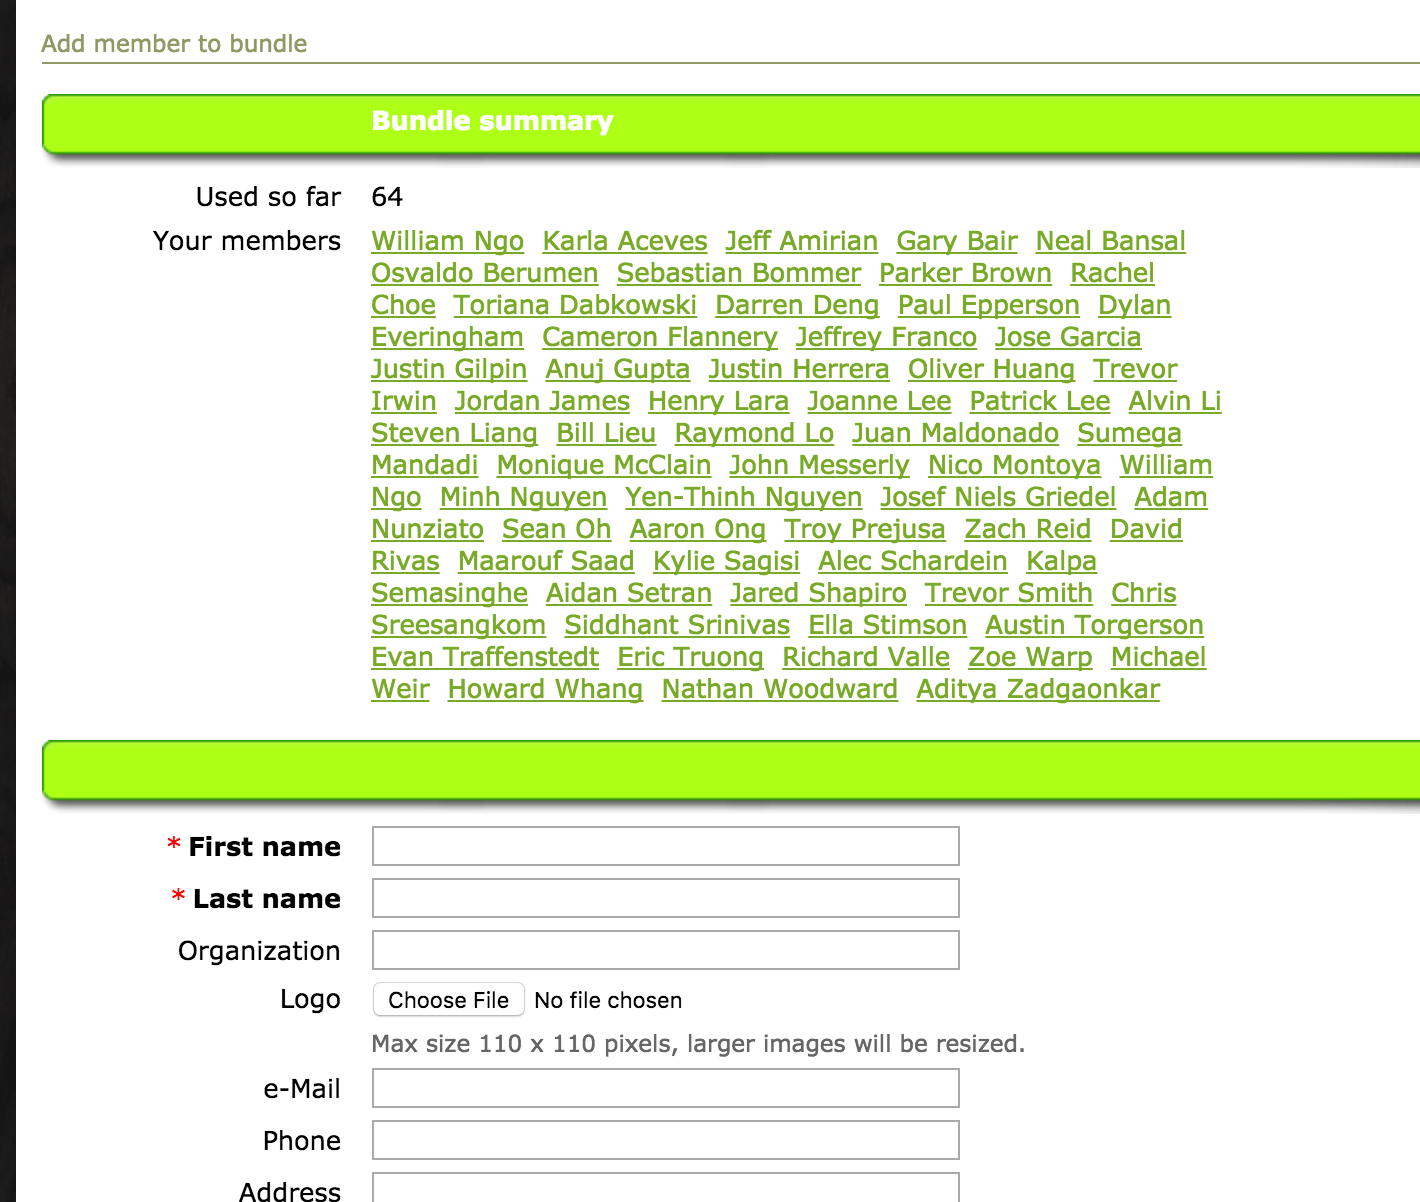 Add member to bundle
Bundle summary
Used so far 64
Your members William Ngo Karla Aceves Jeff Amirian Gary Bair Neal Bansal
Osvaldo Berumen Sebastian Bommer Parker Brown Rachel
Choe Toriana Dabkowski Darren Deng Paul Epperson Dylan
Everingham Cameron Flannery Jeffrey Franco Jose Garcia
Justin Gilpin Anuj Gupta Justin Herrera Oliver Huang Trevor
Irwin Jordan James Henry Lara Joanne Lee Patrick Lee Alvin Li
Steven Liang Bill Lieu Raymond Lo Juan Maldonado Sumega
Mandadi Monique McClain John Messerly Nico Montoya William
Ngo Minh Nguyen Yen-Thinh Nguyen Josef Niels Griedel Adam
Nunziato Sean Oh Aaron Ong Troy Prejusa Zach Reid David
Rivas Maarouf Saad Kylie Sagisi Alec Schardein Kalpa
Semasinghe Aidan Setran Jared Shapiro Trevor Smith Chris
Sreesangkom Siddhant Srinivas Ella Stimson Austin Torgerson
Evan Traffenstedt Eric Truong Richard Valle Zoe Warp Michael
Weir Howard Whang Nathan Woodward Aditya Zadgaonkar
* First name
* Last name
Organization
Logo Choose File No file chosen
Max size 110 x 110 pixels, larger images will be resized.
e-Mail
Phone
Address